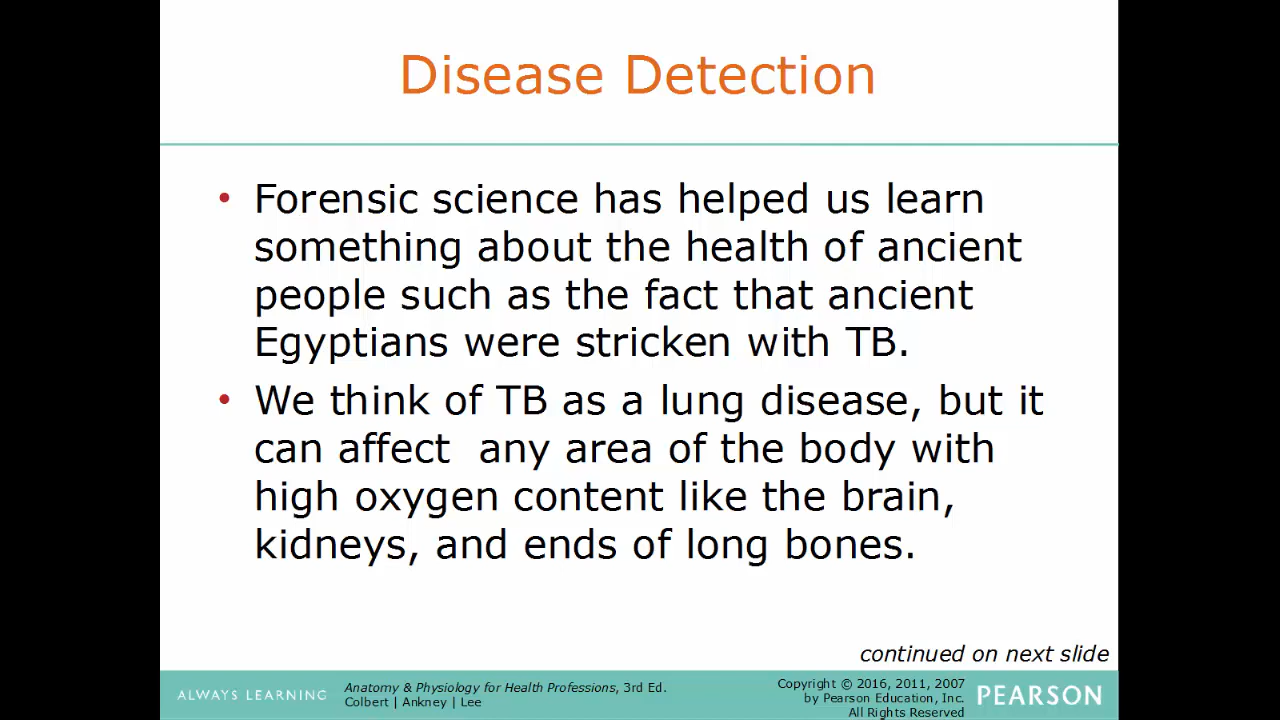 Disease Detection
• Forensic science has helped us learn
something about the health of ancient
people such as the fact that ancient
Egyptians were stricken with TB.
• We think of TB as a lung disease, but it
can affect  any area of the body with
high oxygen content like the brain,
kidneys, and ends of long bones.
continued on next slide
ALWAYS LEARNING
Anatomy & Physiology for Health Professions, 3rd Ed.
Colbert | Ankney | Lee
Copyright © 2016, 2011, 2007
by Pearson Education, Inc.
All Rights Reserved
PEARSON